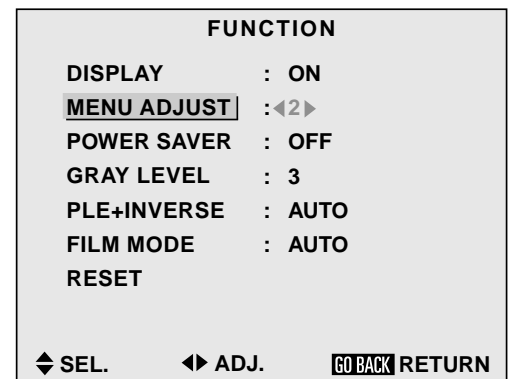 FUNCTION
DISPLAY : ON
MENU ADJUST :◀2▶
POWER SAVER : OFF
GRAY LEVEL : 3
PLE+INVERSE : AUTO
FILM MODE : AUTO
RESET
SEL. ADJ. GO BACK RETURN